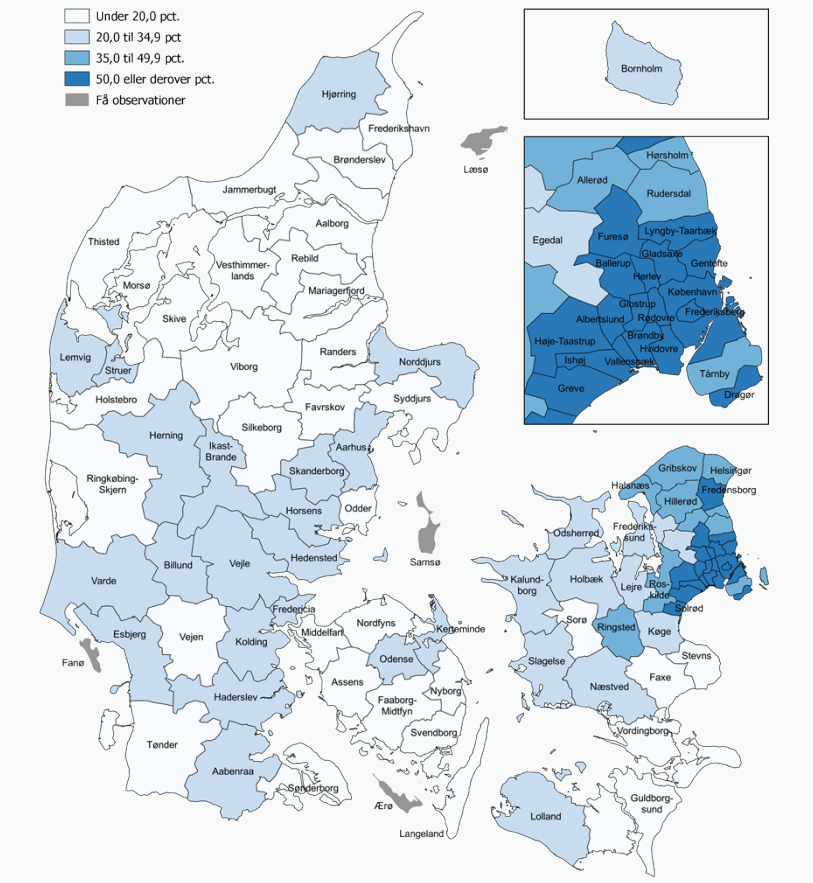 Under 20,0 pct.
20,0 til 34,9 pct
35,0 til 49,9 pct.
50,0 eller derover pct.
Få observationer
Bornholm
Hjørring
Frederikshavn
Brønderslev
Læsø
Jammerbugt
Aalborg
Thisted
Vesthimmer-
lands
Rebild
Morsø
Mariagerfjord
Skive
Lemvig
Struer
Viborg
Randers
Norddjurs
Holstebro
Favrskov
Syddjurs
Silkeborg
Herning
Ikast-
Brande
Aarhus
Skanderborg
Ringkøbing-
Skjern
Horsens
Odder
Samsø
Hedensted
Varde
Billund
Vejle
Fredericia
Esbjerg
Vejen
Kolding
Middelfart
Nordfyns
Kerteminde
Fanø
Odense
Assens
Nyborg
Faaborg-
Midtfyn
Haderslev
Svendborg
Tønder
Aabenraa
Sønderborg
Ærø
Langeland
Hørsholm
Allerød
Rudersdal
Egedal
Furesø
Lyngby-Taarbæk
Gladsaxe
Gentofte
Ballerup
Herlev
København
Glostrup
Rødovre
Frederiksberg
Albertslund
Brøndby
Høje-Taastrup
Hvidovre
Ishøj
Vallensbæk
Tårnby
Greve
Dragør
Gribskov
Helsingør
Halsnæs
Fredensborg
Hillerød
Odsherred
Frederiks-
sund
Kalund-
borg
Holbæk
Lejre
Ros-
kilde
Solrød
Sorø
Ringsted
Køge
Stevns
Slagelse
Faxe
Næstved
Vordingborg
Lolland
Guldborg-
sund